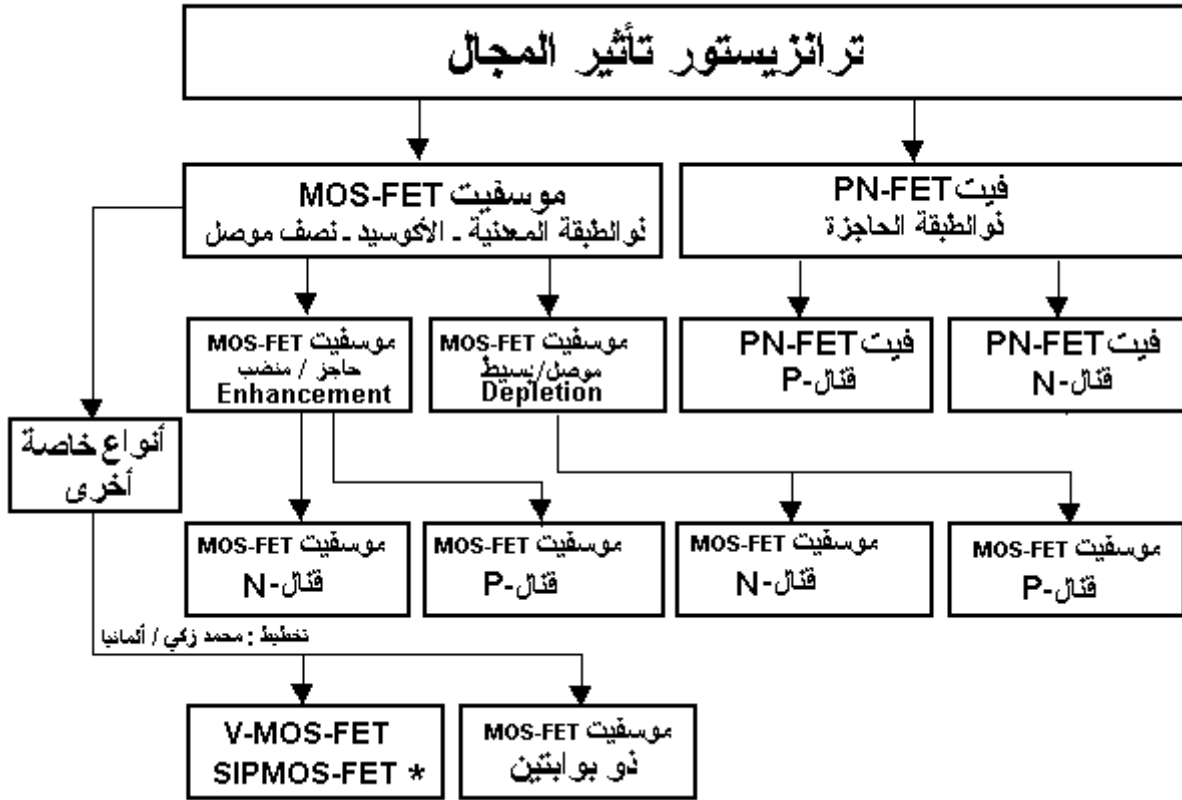 ترانزيستور تأثير المجال
فيت PN-FET
ذوالطبقة الحاجزة
موسفيت MOS-FET
ذوالطبقة المعدنية - الأكوسيد - نصف موصل
فيت PN-FET
قنال-N
فيت PN-FET
قنال-P
موسفيت MOS-FET
موصل/بسيط
Depletion
موسفيت MOS-FET
حاجز / منضب
Enhancement
أنواع خاصة
أخرى
موسفيت MOS-FET
قنال-P
موسفيت MOS-FET
قنال-N
موسفيت MOS-FET
قنال-P
موسفيت MOS-FET
قنال-N
تخطيط : محمد زكي / ألمانيا
موسفيت MOS-FET
ذو بوابتين
V-MOS-FET
SIPMOS-FET *